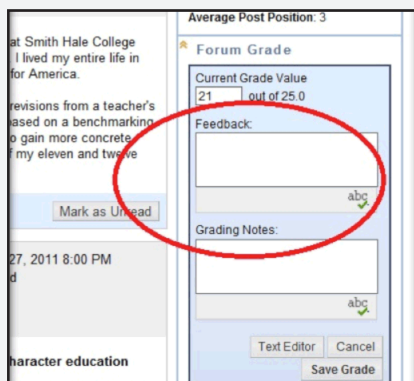 at Smith Hale College
I lived my entire life in
for America.
revisions from a teacher's
based on a benchmarking
o gain more concrete
f my eleven and twelve
Mark as Unread
27, 2011 8:00 PM
d
haracter education
Average Post Position: 3
Forum Grade
Current Grade Value
21 out of 25.0
Feedback:
abc
Grading Notes:
abc
Text Editor Cancel
Save Grade